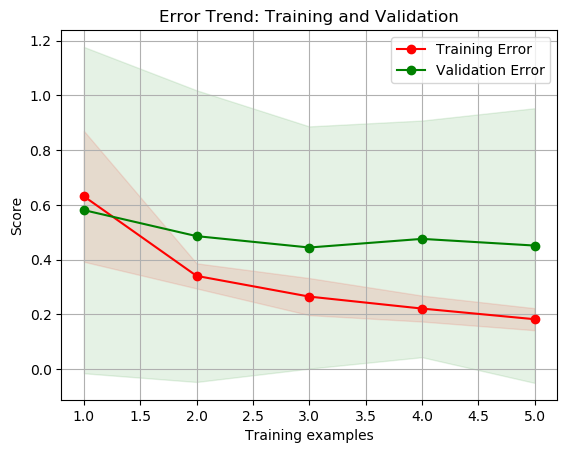 Error Trend: Training and Validation
Training Error
Validation Error
1.2
1.0
0.8
0.6
0.4
0.2
0.0
Score
1.0 1.5 2.0 2.5 3.0 3.5 4.0 4.5 5.0
Training examples